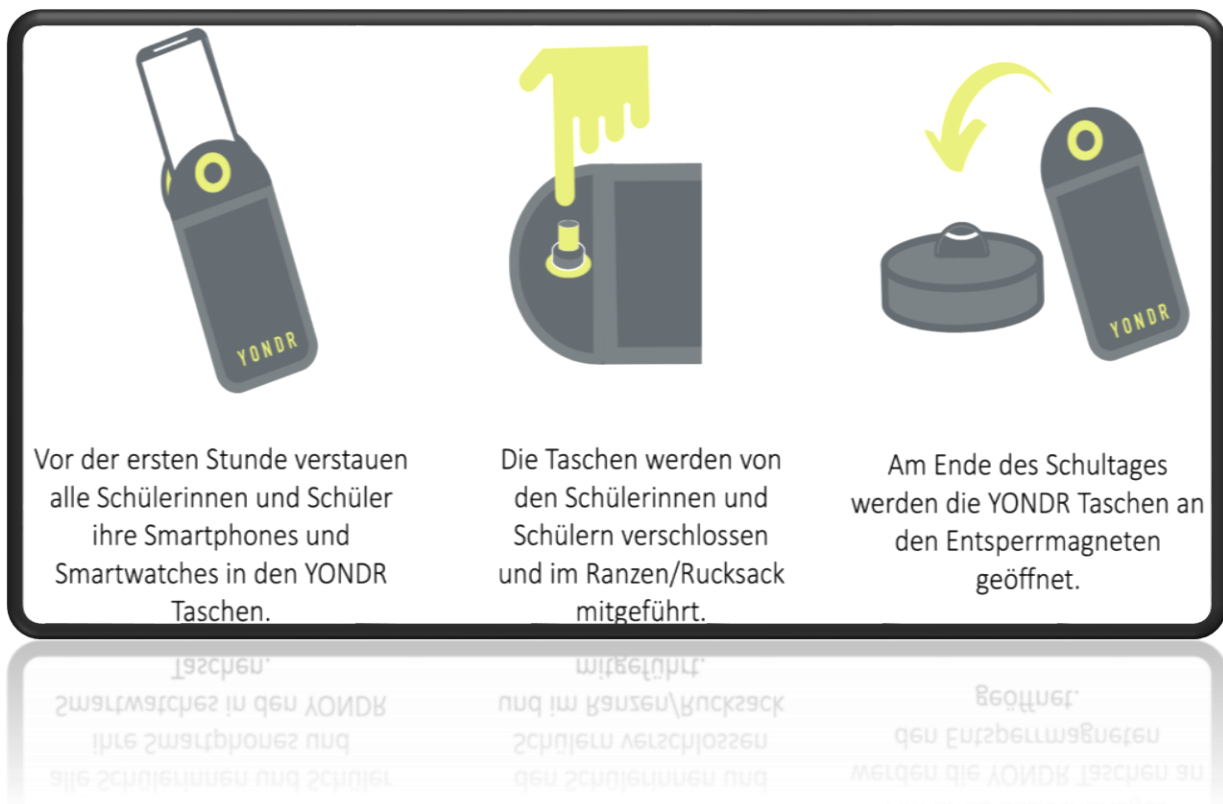 YONDR
YONDR
Vor der ersten Stunde verstauen
alle Schülerinnen und Schüler
ihre Smartphones und
Smartwatches in den YONDR
Taschen.
Die Taschen werden von
den Schülerinnen und
Schülern verschlossen
und im Ranzen/Rucksack
mitgeführt.
Am Ende des Schultages
werden die YONDR Taschen an
den Entsperrmagneten
geöffnet.